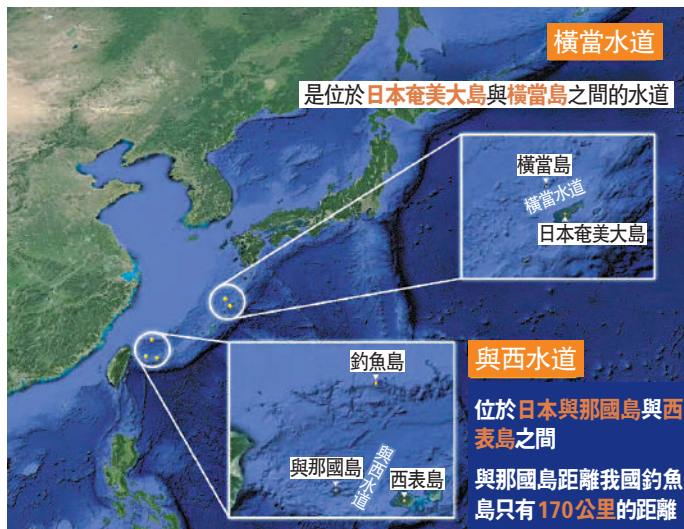 橫當水道
是位於日本奄美大島與橫當島之間的水道
橫當島
橫當水道
日本奄美大島
釣魚島
與那國島
與西水道
西表島
與西水道
位於日本與那國島與西
表島之間
與那國島距離我國釣魚
島只有170公里的距離